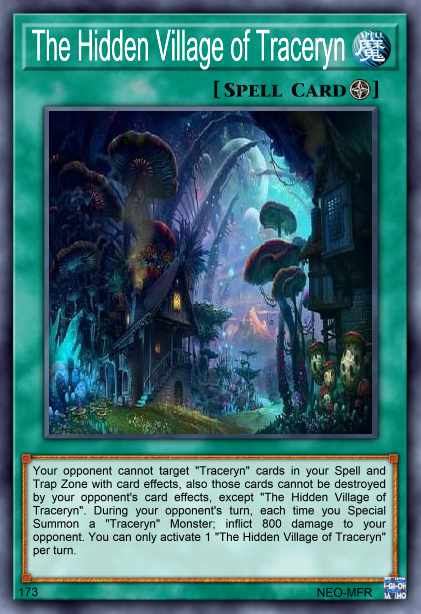 The Hidden Village of Traceryn
SPELL
魔
[SPELL CARD]
Your opponent cannot target "Traceryn" cards in your Spell and
Trap Zone with card effects, also those cards cannot be destroyed
by your opponent's card effects, except "The Hidden Village of
Traceryn". During your opponent's turn, each time you Special
Summon a "Traceryn" Monster; inflict 800 damage to your
opponent. You can only activate 1 "The Hidden Village of Traceryn"
per turn.
173
NEO-MFR